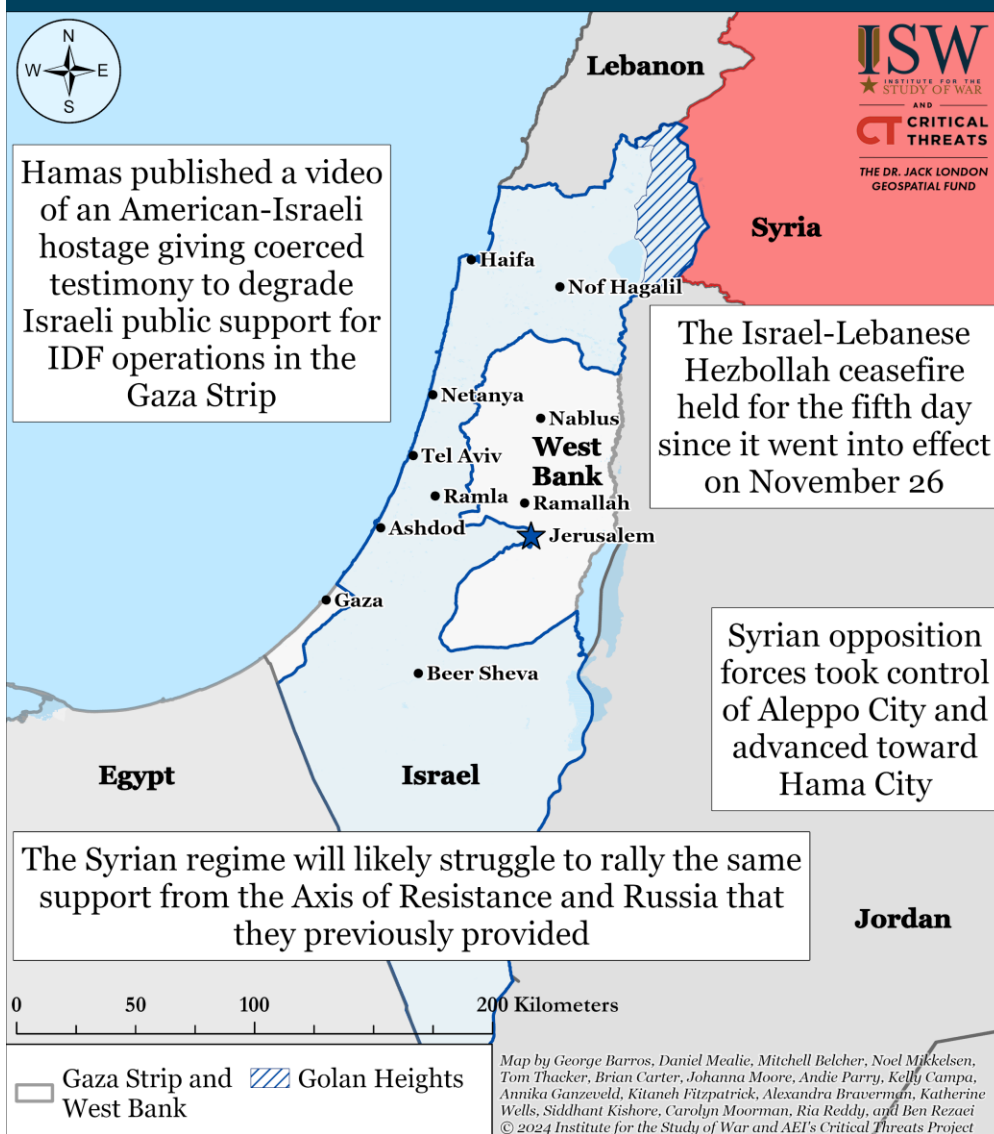 N
W
E
S
Lebanon
ISW
INSTITUTE FOR THE
STUDY OF WAR
AND
CT CRITICAL
THREATS
THE DR. JACK LONDON
GEOSPATIAL FUND
Hamas published a video
of an American-Israeli
hostage giving coerced
testimony to degrade
Israeli public support for
IDF operations in the
Gaza Strip
Syria
Haifa
Nof Hagalil
The Israel-Lebanese
Hezbollah ceasefire
held for the fifth day
since it went into effect
on November 26
Netanya
Nablus
West
Bank
Tel Aviv
Ramla
Ramallah
Ashdod
Jerusalem
Gaza
Beer Sheva
Syrian opposition
forces took control
of Aleppo City and
advanced toward
Hama City
Egypt
Israel
The Syrian regime will likely struggle to rally the same
support from the Axis of Resistance and Russia that
they previously provided
Jordan
0 50 100 200 Kilometers
Gaza Strip and
West Bank
Golan Heights
Map by George Barros, Daniel Mealie, Mitchell Belcher, Noel Mikkelsen,
Tom Thacker, Brian Carter, Johanna Moore, Andie Parry, Kelly Campa,
Annika Ganzeveld, Kitaneh Fitzpatrick, Alexandra Braverman, Katherine
Wells, Siddhant Kishore, Carolyn Moorman, Ria Reddy, and Ben Rezaei
© 2024 Institute for the Study of War and AEI's Critical Threats Project